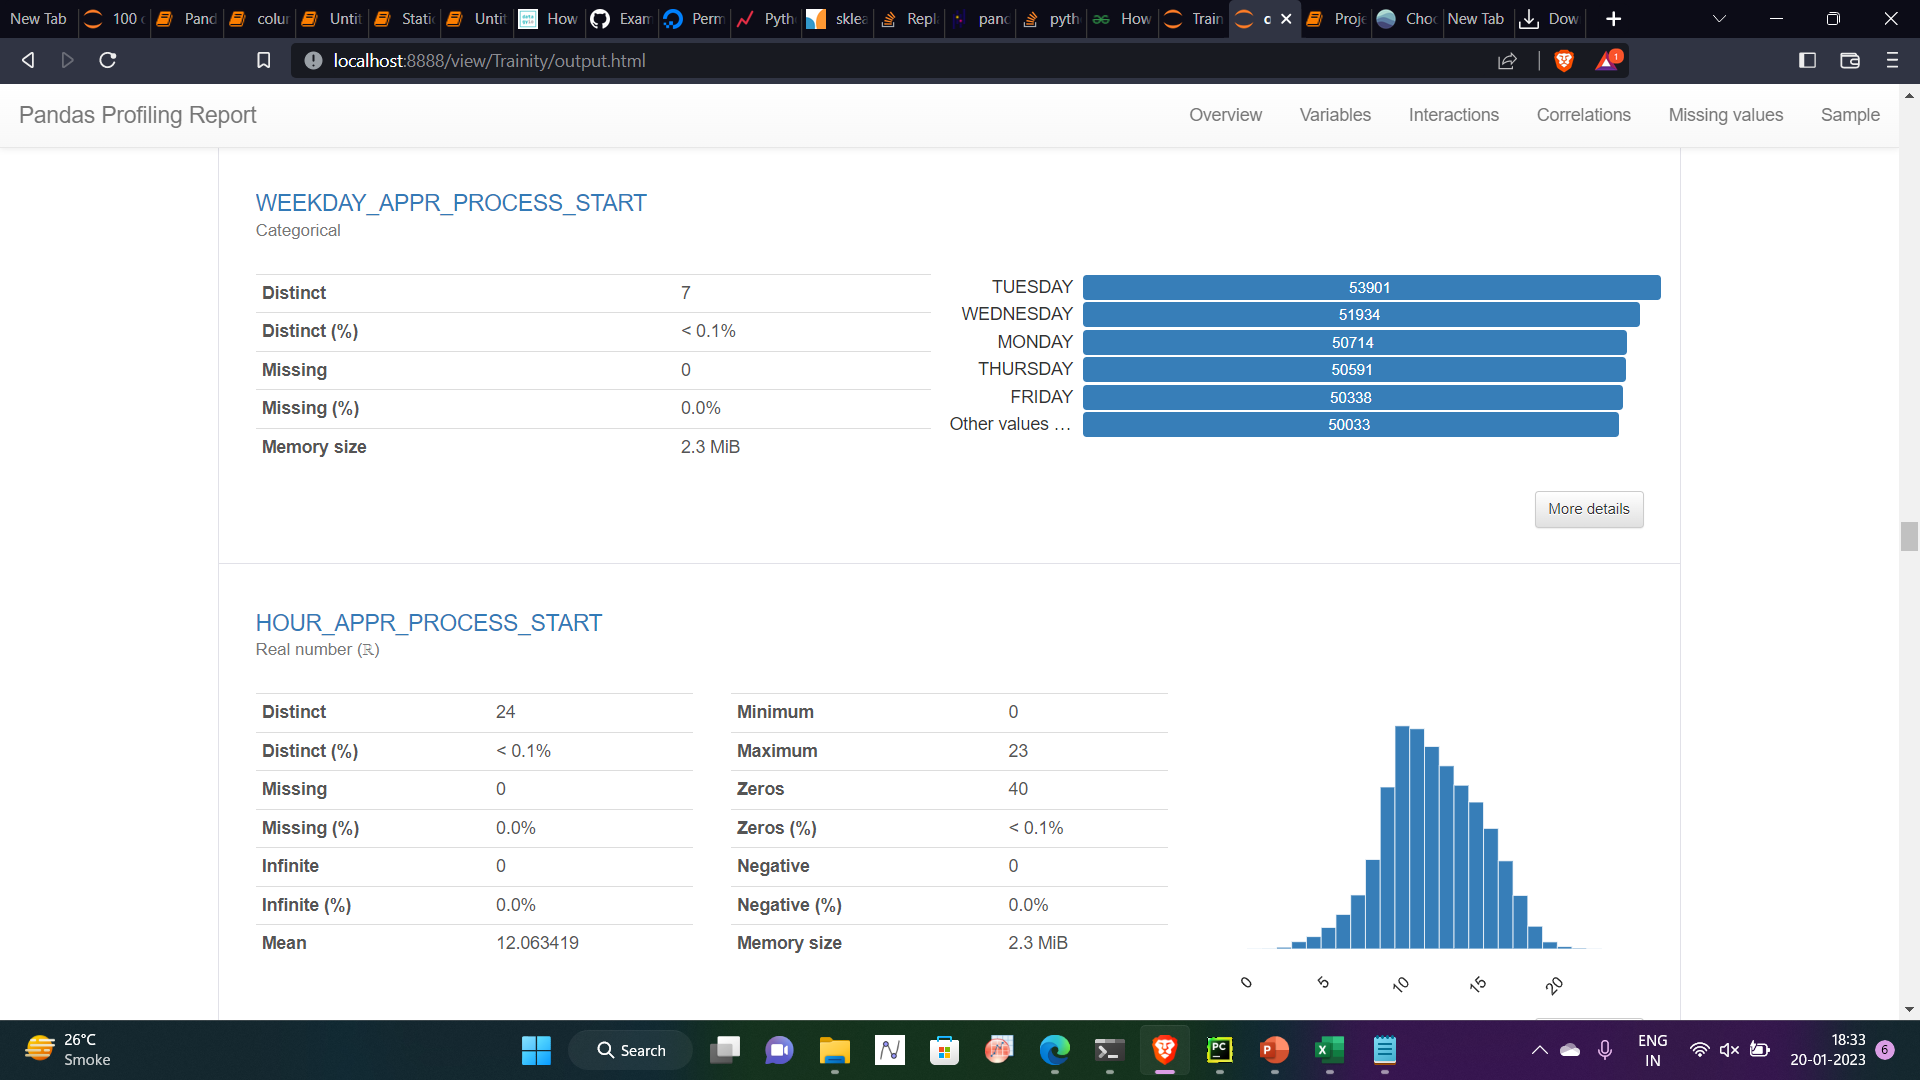 New Tab
100
Pand
colur
Untit
Static
Untit
How
Exam
Perm
Pyth
sklea
Repl
panc
pyth
How
Train
Proje
Choc
New Tab
Dow
localhost:8888/view/Trainity/output.html
1
Pandas Profiling Report
Overview
Variables
Interactions
Correlations
Missing values
Sample
WEEKDAY_APPR_PROCESS_START
Categorical
Distinct 7
Distinct (%) < 0.1%
Missing 0
Missing (%) 0.0%
Memory size 2.3 MiB
TUESDAY 53901
WEDNESDAY 51934
MONDAY 50714
THURSDAY 50591
FRIDAY 50338
Other values … 50033
More details
HOUR_APPR_PROCESS_START
Real number (ℝ)
Distinct 24
Distinct (%) < 0.1%
Missing 0
Missing (%) 0.0%
Infinite 0
Infinite (%) 0.0%
Mean 12.063419
Minimum 0
Maximum 23
Zeros 40
Zeros (%) < 0.1%
Negative 0
Negative (%) 0.0%
Memory size 2.3 MiB
0 5 10 15 20
26°C
Smoke
Search
PC
P
X
ENG
IN
18:33
20-01-2023
6